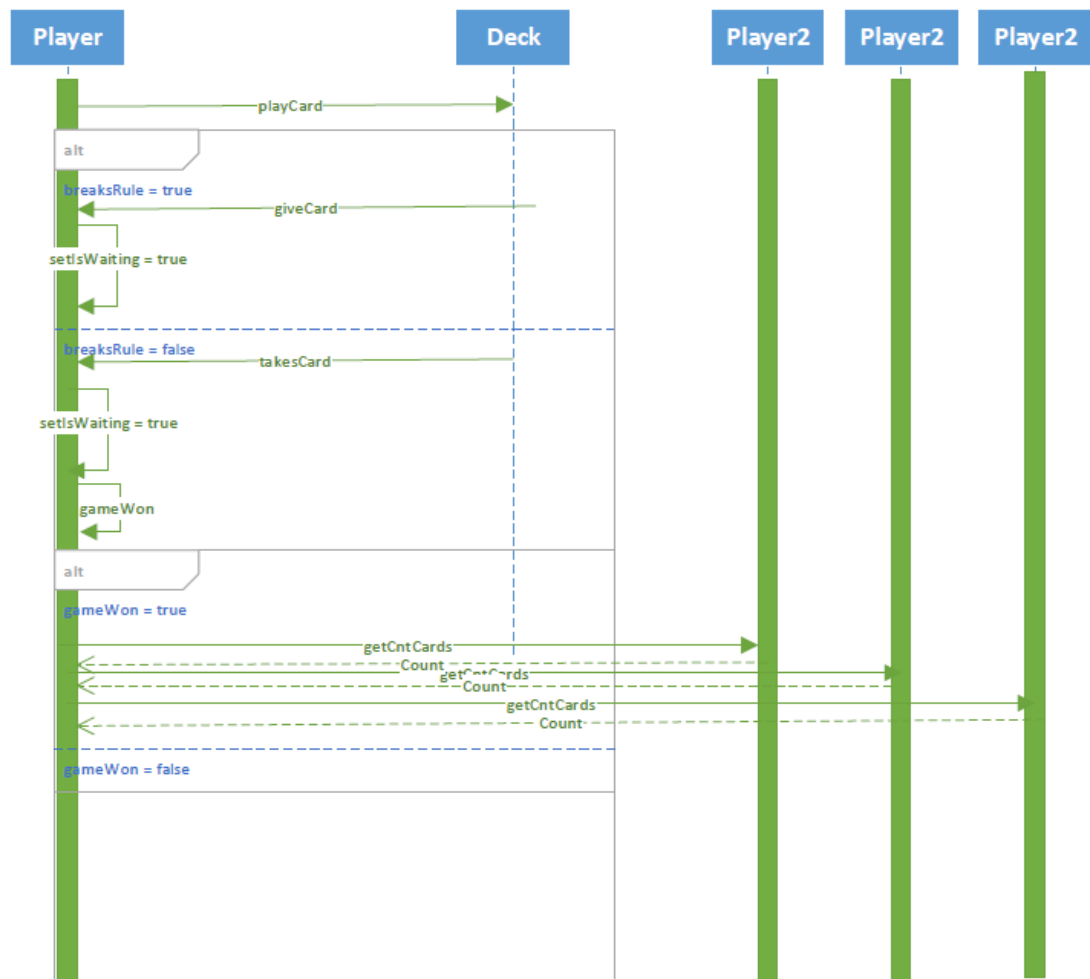 Player
Deck
Player2
Player2
Player2
playCard
alt
breaksRule = true
giveCard
setIsWaiting = true
breaksRule = false
takesCard
setIsWaiting = true
gameWon
alt
gameWon = true
getCntCards
Count
getCntCards
Count
getCntCards
Count
gameWon = false